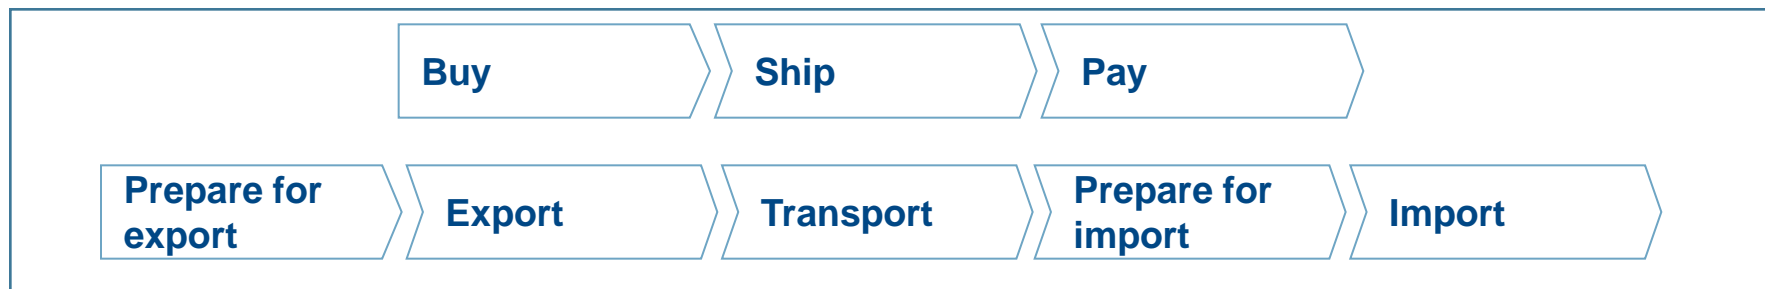 Buy
Ship
Pay
Prepare for
export
Export
Transport
Prepare for
import
Import